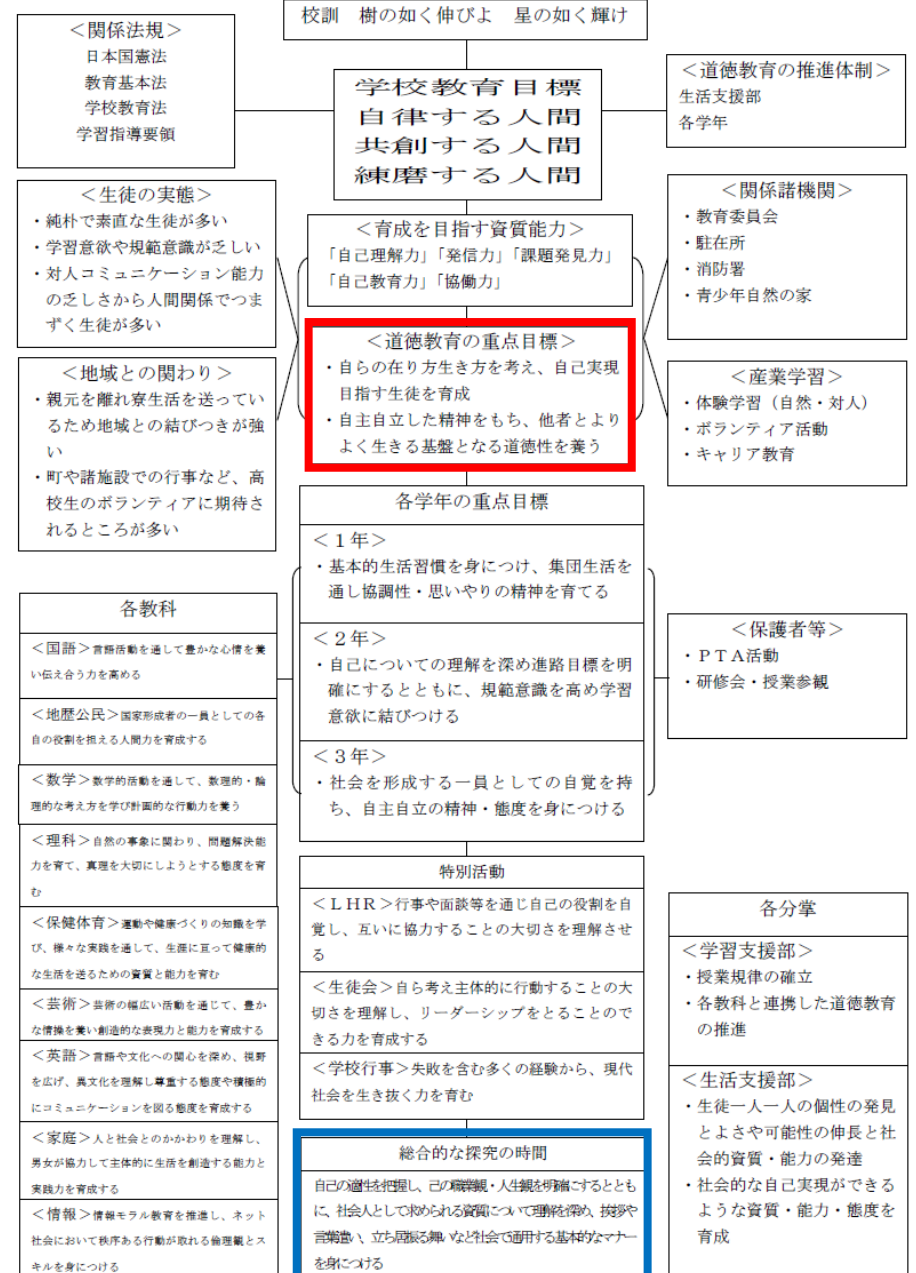 校訓　樹の如く伸びよ　星の如く輝け
＜関係法規＞
日本国憲法
教育基本法
学校教育法
学習指導要領
学校教育目標
自律する人間
共創する人間
練磨する人間
＜道徳教育の推進体制＞
生活支援部
各学年
＜生徒の実態＞
・純朴で素直な生徒が多い
・学習意欲や規範意識が乏しい
・対人コミュニケーション能力
の乏しさから人間関係でつま
ずく生徒が多い
＜育成を目指す資質能力＞
「自己理解力」「発信力」「課題発見力」
「自己教育力」「協働力」
＜関係諸機関＞
・教育委員会
・駐在所
・消防署
・青少年自然の家
＜道徳教育の重点目標＞
・自らの在り方生き方を考え、自己実現
目指す生徒を育成
・自主自立した精神をもち、他者とより
よく生きる基盤となる道徳性を養う
＜地域との関わり＞
・親元を離れ寮生活を送ってい
るため地域との結びつきが強
い
・町や諸施設での行事など、高
校生のボランティアに期待さ
れるところが多い
＜産業学習＞
・体験学習（自然・対人）
・ボランティア活動
・キャリア教育
各学年の重点目標
＜１年＞
・基本的生活習慣を身につけ、集団生活を
通し協調性・思いやりの精神を育てる
＜２年＞
・自己についての理解を深め進路目標を明
確にするとともに、規範意識を高め学習
意欲に結びつける
＜３年＞
・社会を形成する一員としての自覚を持
ち、自主自立の精神・態度を身につける
＜保護者等＞
・ＰＴＡ活動
・研修会・授業参観
各教科
＜国語＞言語活動を通して豊かな心情を養
い伝え合う力を高める
＜地歴公民＞国家形成者の一員としての各
自の役割を担える人間力を育成する
＜数学＞数学的活動を通して、数理的・論
理的な考え方を学び計画的な行動力を養う
＜理科＞自然の事象に関わり、問題解決能
力を育て、真理を大切にしようとする態度を育
む
＜保健体育＞運動や健康づくりの知識を学
び、様々な実践を通して、生涯に亘って健康的
な生活を送るための資質と能力を育む
＜芸術＞芸術の幅広い活動を通じて、豊か
な情操を養い創造的な表現力と能力を育成する
＜英語＞言語や文化への関心を深め、視野
を広げ、異文化を理解し尊重する態度や積極的
にコミュニケーションを図る態度を育成する
＜家庭＞人と社会とのかかわりを理解し、
男女が協力して主体的に生活を創造する能力と
実践力を育成する
＜情報＞情報モラル教育を推進し、ネット
社会において秩序ある行動が取れる倫理観とス
キルを身につける
特別活動
＜ＬＨＲ＞行事や面談等を通じ自己の役割を自
覚し、互いに協力することの大切さを理解させ
る
＜生徒会＞自ら考え主体的に行動することの大
切さを理解し、リーダーシップをとることので
きる力を育成する
＜学校行事＞失敗を含む多くの経験から、現代
社会を生き抜く力を育む
総合的な探究の時間
自己の適性を把握し、己の職業観・人生観を明確にするととも
に、社会人として求められる資質について理解を深め、挨拶や
言葉遣い、立ち居振る舞いなど社会で通用する基本的なマナー
を身につける
各分掌
＜学習支援部＞
・授業規律の確立
・各教科と連携した道徳教育
の推進
＜生活支援部＞
・生徒一人一人の個性の発見
とよさや可能性の伸長と社
会的資質・能力の発達
・社会的な自己実現ができる
ような資質・能力・態度を
育成